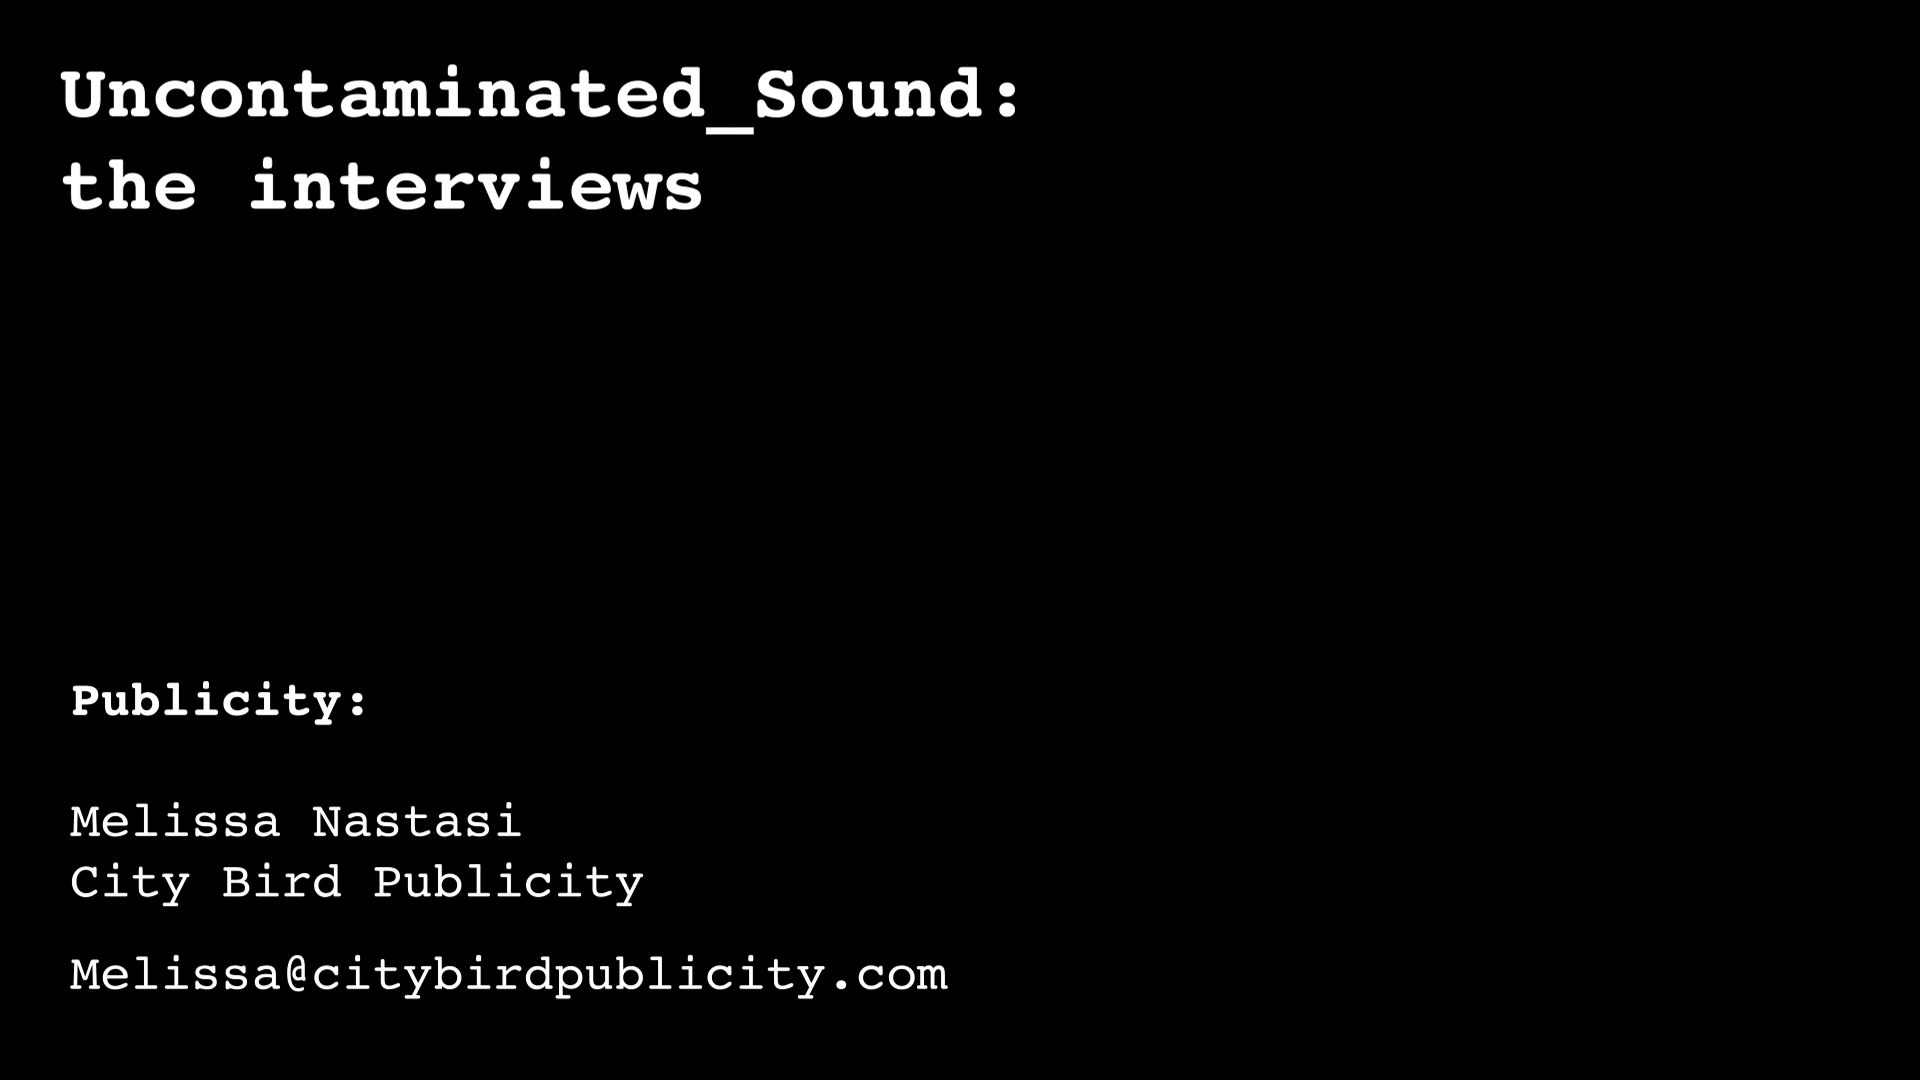 Uncontaminated_Sound:
the interviews
Publicity:
Melissa Nastasi
City Bird Publicity
Melissa@citybirdpublicity.com